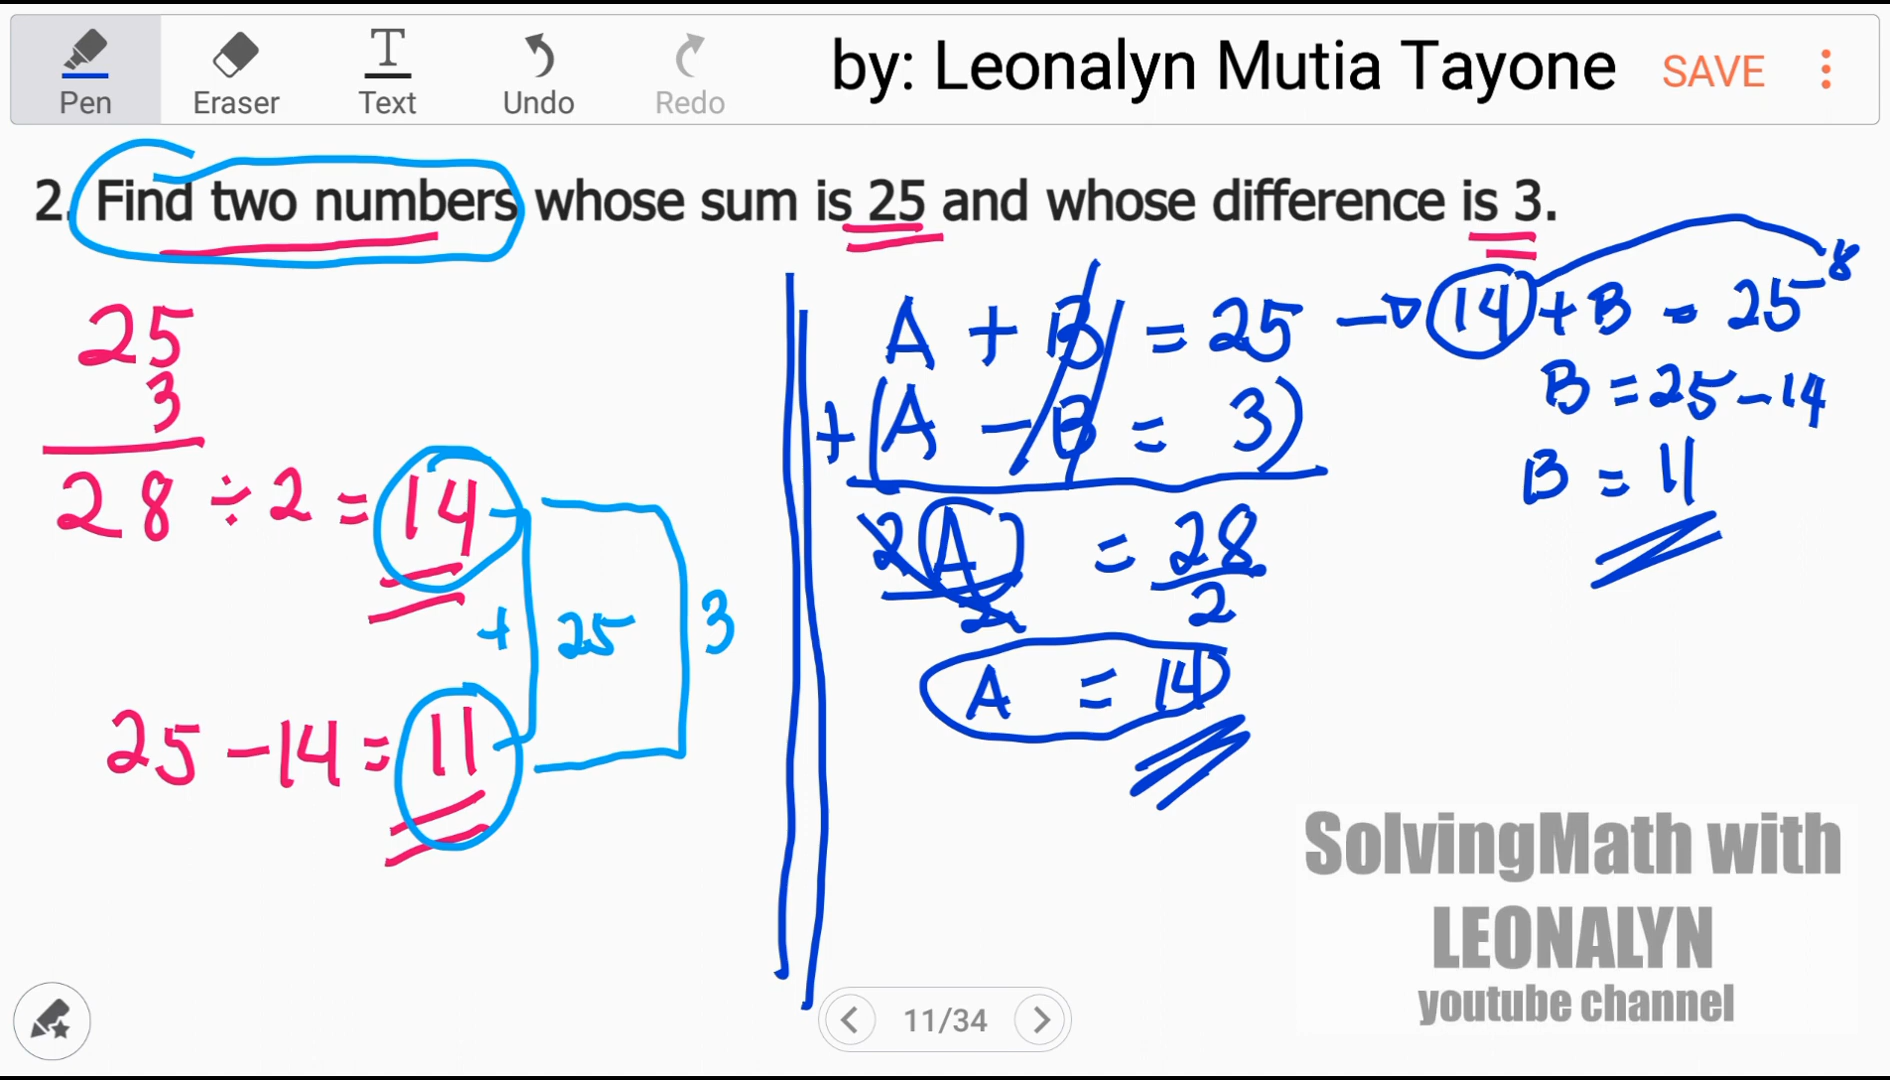 Pen Eraser Text Undo Redo by: Leonalyn Mutia Tayone SAVE
2. Find two numbers whose sum is 25 and whose difference is 3.
25
3
28 ÷ 2 = 14
+ 25 3
25 - 14 = 11
A + B = 25 → 14 + B = 25
+ (A - B = 3)
2A = 28
2 2
A = 14
8
B = 25 - 14
B = 11
SolvingMath with
LEONALYN
youtube channel
11/34